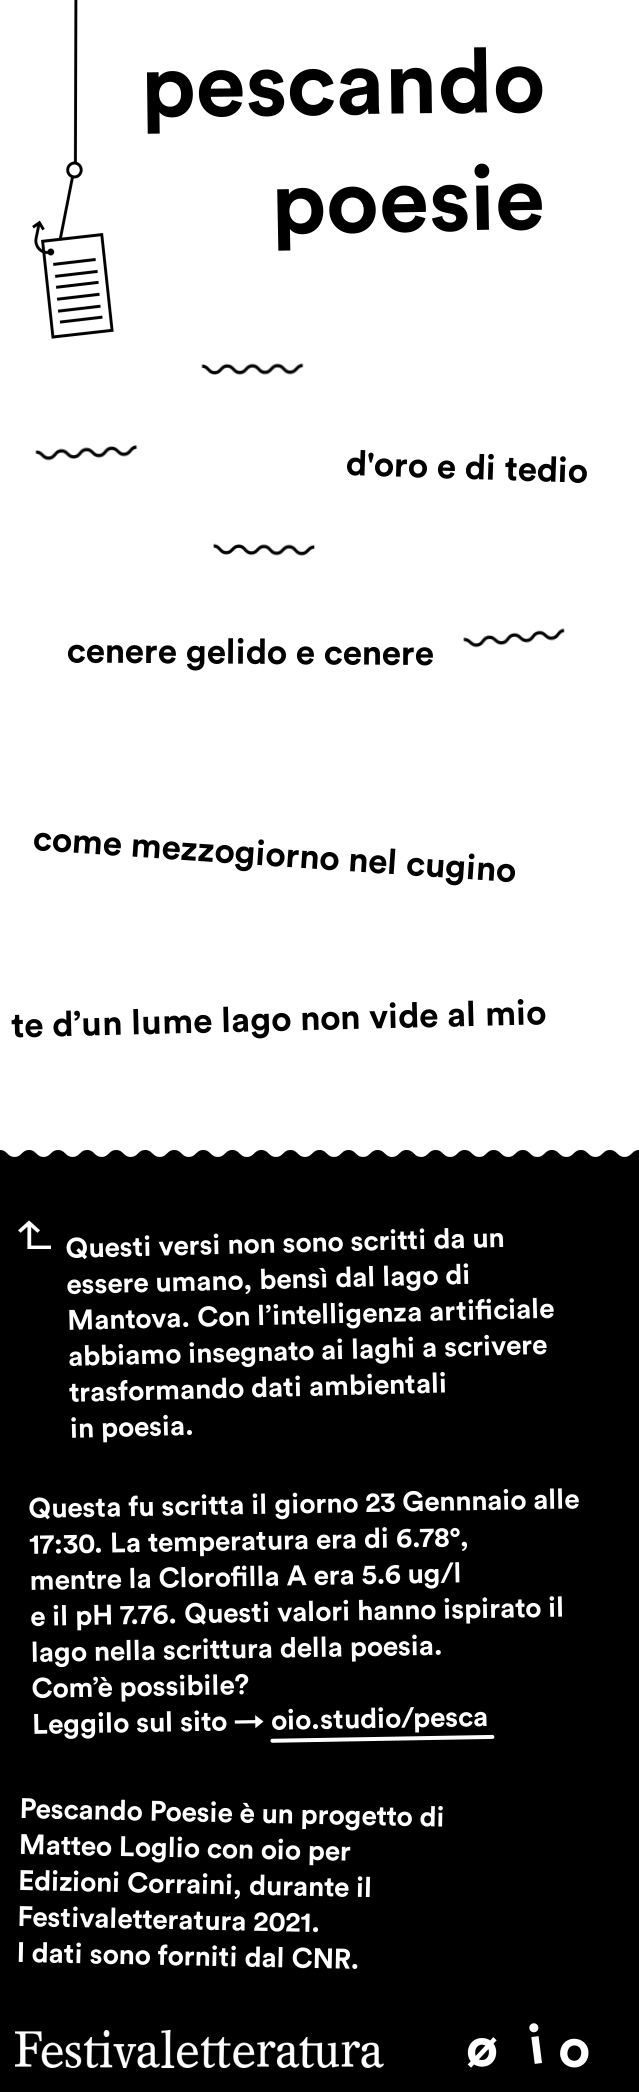 pescando
poesie
d'oro e di tedio
cenere gelido e cenere
come mezzogiorno nel cugino
te d’un lume lago non vide al mio
Questi versi non sono scritti da un
essere umano, bensì dal lago di
Mantova. Con l’intelligenza artificiale
abbiamo insegnato ai laghi a scrivere
trasformando dati ambientali
in poesia.
Questa fu scritta il giorno 23 Gennnaio alle
17:30. La temperatura era di 6.78°,
mentre la Clorofilla A era 5.6 ug/l
e il pH 7.76. Questi valori hanno ispirato il
lago nella scrittura della poesia.
Com’è possibile?
Leggilo sul sito → oio.studio/pesca
Pescando Poesie è un progetto di
Matteo Loglio con oio per
Edizioni Corraini, durante il
Festivaletteratura 2021.
I dati sono forniti dal CNR.
Festivaletteratura ø i o